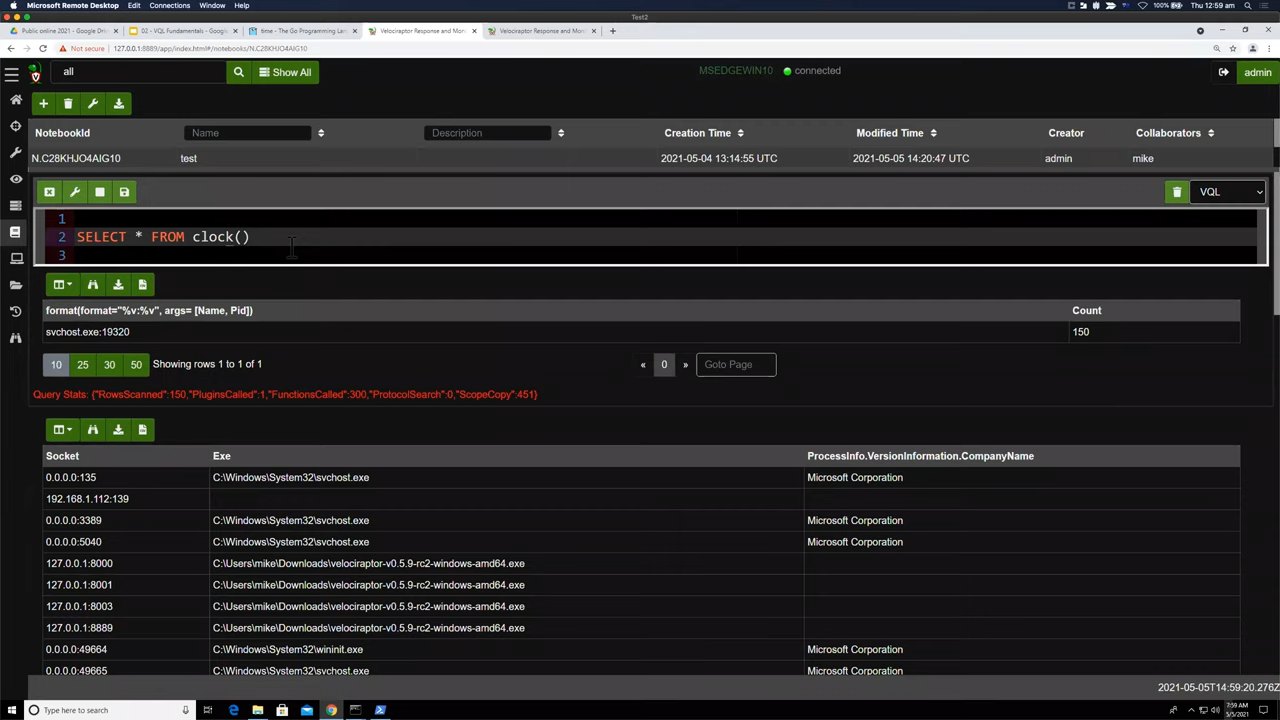 Microsoft Remote Desktop Edit Connections Window Help
100% Thu 12:59 am
Test2
Public online 2021 - Google Driv
02 - VQL Fundamentals - Google
time - The Go Programming Lan
Velociraptor Response and Mon
Velociraptor Response and Mon
Not secure 127.0.0.1:8889/app/index.html#/notebooks/N.C28KHJO4AIG10
all Show All MSEDGEWIN10 connected admin
NotebookId Name Description Creation Time Modified Time Creator Collaborators
N.C28KHJO4AIG10 test 2021-05-04 13:14:55 UTC 2021-05-05 14:20:47 UTC admin mike
VQL
1
2 SELECT * FROM clock()
3
format(format="%v:%v", args= [Name, Pid]) Count
svchost.exe:19320 150
10 25 30 50 Showing rows 1 to 1 of 1 « 0 » Goto Page
Query Stats: {"RowsScanned":150,"PluginsCalled":1,"FunctionsCalled":300,"ProtocolSearch":0,"ScopeCopy":451}
Socket Exe ProcessInfo.VersionInformation.CompanyName
0.0.0.0:135 C:\Windows\System32\svchost.exe Microsoft Corporation
192.168.1.112:139
0.0.0.0:3389 C:\Windows\System32\svchost.exe Microsoft Corporation
0.0.0.0:5040 C:\Windows\System32\svchost.exe Microsoft Corporation
127.0.0.1:8000 C:\Users\mike\Downloads\velociraptor-v0.5.9-rc2-windows-amd64.exe
127.0.0.1:8001 C:\Users\mike\Downloads\velociraptor-v0.5.9-rc2-windows-amd64.exe
127.0.0.1:8003 C:\Users\mike\Downloads\velociraptor-v0.5.9-rc2-windows-amd64.exe
127.0.0.1:8889 C:\Users\mike\Downloads\velociraptor-v0.5.9-rc2-windows-amd64.exe
0.0.0.0:49664 C:\Windows\System32\wininit.exe Microsoft Corporation
0.0.0.0:49665 C:\Windows\System32\svchost.exe Microsoft Corporation
2021-05-05T14:59:20.276Z
Type here to search
7:59 AM
5/5/2021